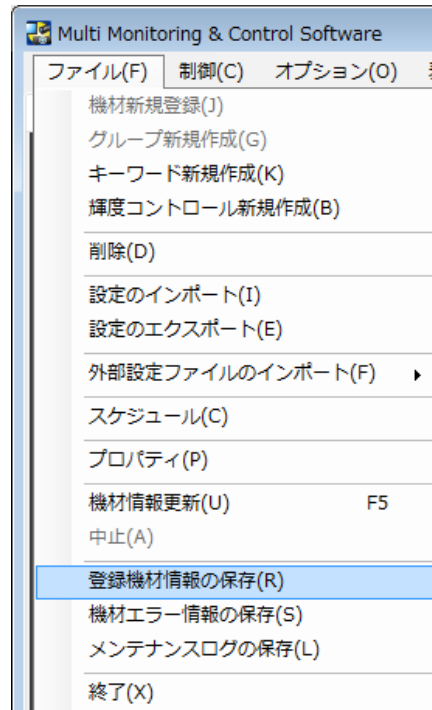 Multi Monitoring & Control Software
ファイル(F) 制御(C) オプション(O)
機材新規登録(J)
グループ新規作成(G)
キーワード新規作成(K)
輝度コントロール新規作成(B)
削除(D)
設定のインポート(I)
設定のエクスポート(E)
外部設定ファイルのインポート(F)
スケジュール(C)
プロパティ(P)
機材情報更新(U) F5
中止(A)
登録機材情報の保存(R)
機材エラー情報の保存(S)
メンテナンスログの保存(L)
終了(X)